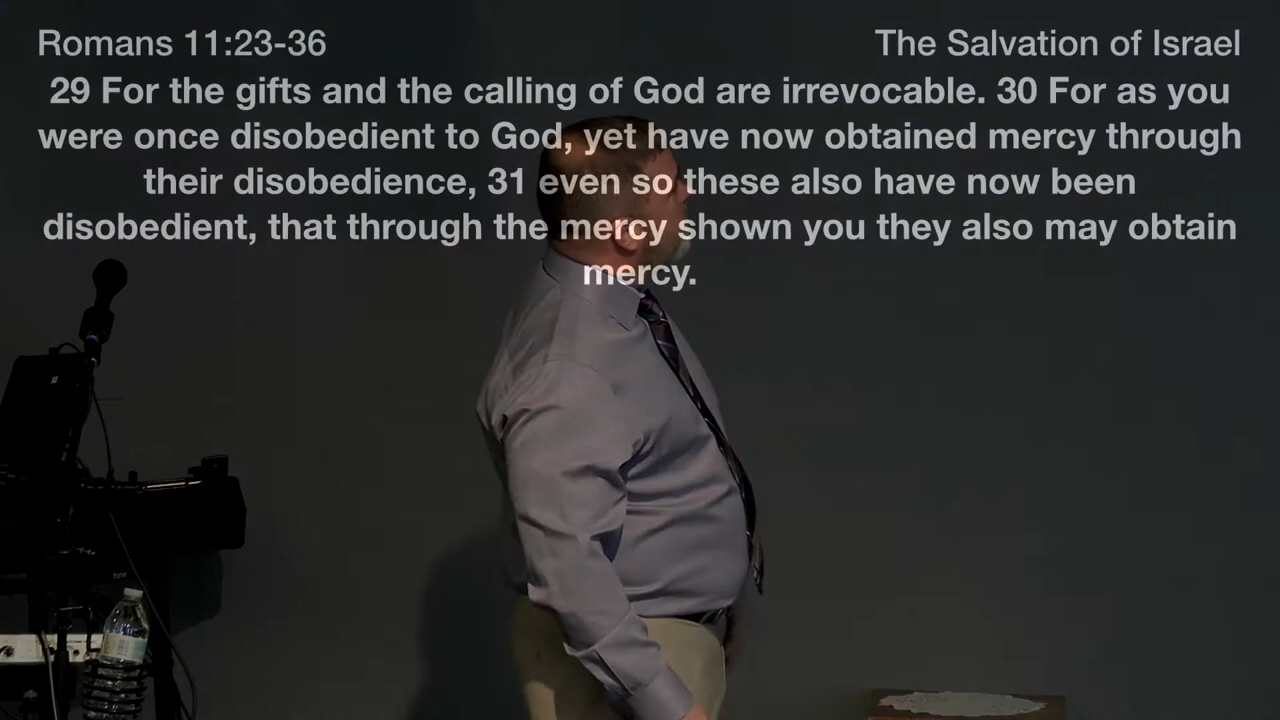 Romans 11:23-36 The Salvation of Israel
29 For the gifts and the calling of God are irrevocable. 30 For as you
were once disobedient to God, yet have now obtained mercy through
their disobedience, 31 even so these also have now been
disobedient, that through the mercy shown you they also may obtain
mercy.